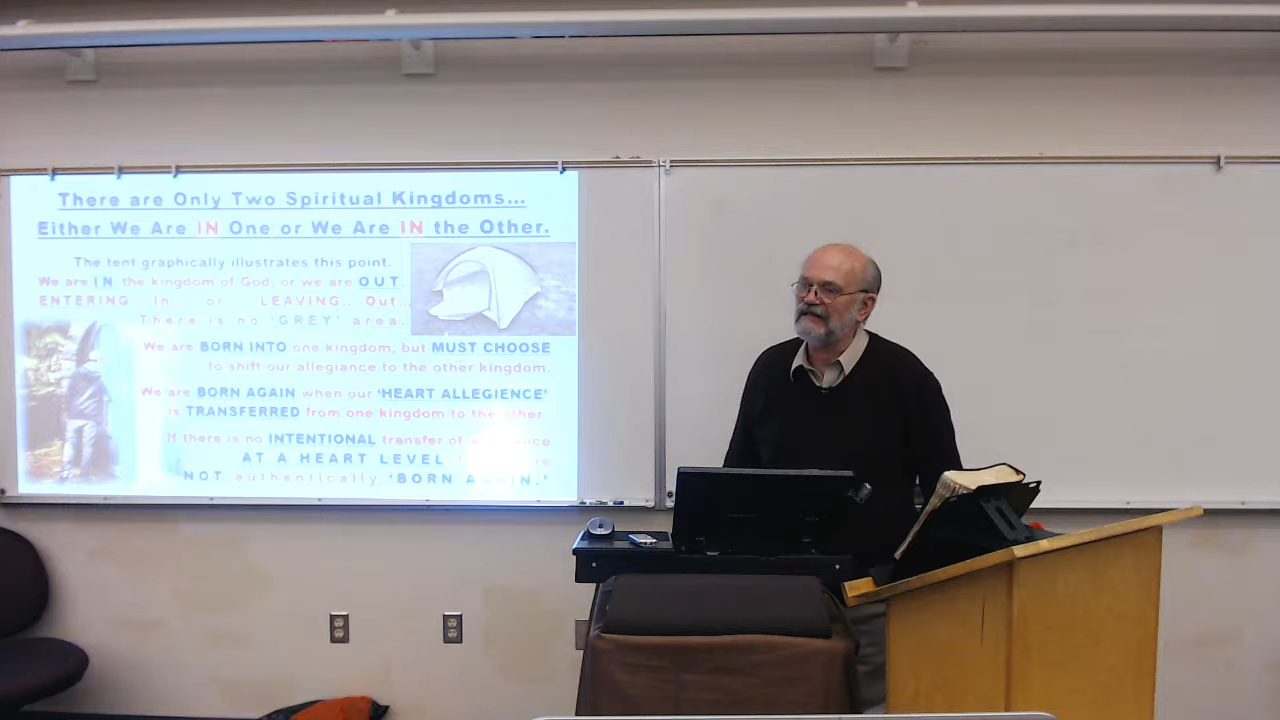 There are Only Two Spiritual Kingdoms...
Either We Are IN One or We Are IN the Other.
The tent graphically illustrates this point.
We are IN the kingdom of God, or we are OUT.
ENTERING In or LEAVING.. Out...
There is no 'GREY' area.
We are BORN INTO one kingdom, but MUST CHOOSE
to shift our allegiance to the other kingdom.
We are BORN AGAIN when our 'HEART ALLEGIENCE'
is TRANSFERRED from one kingdom to the other.
If there is no INTENTIONAL transfer of
AT A HEART LEVEL
NOT authentically 'BORN AGAIN.'